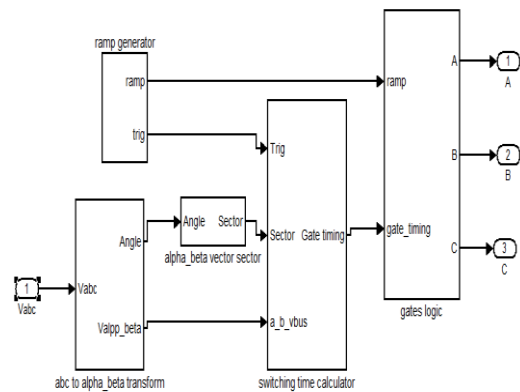 ramp generator
ramp
trig
ramp
gate_timing
A
B
C
gates logic
1
A
2
B
3
C
Trig
Sector
Gate timing
a_b_vbus
switching time calculator
Angle
Sector
alpha_beta vector sector
1
Vabc
Vabc
Angle
Valpp_beta
abc to alpha_beta transform